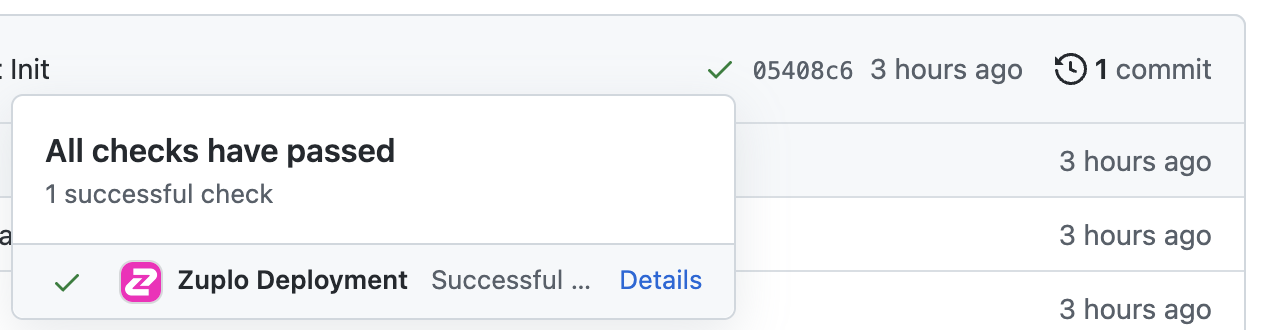 : Init
05408c6 3 hours ago 1 commit
All checks have passed
1 successful check
3 hours ago
a
3 hours ago
Zuplo Deployment Successful ... Details
3 hours ago